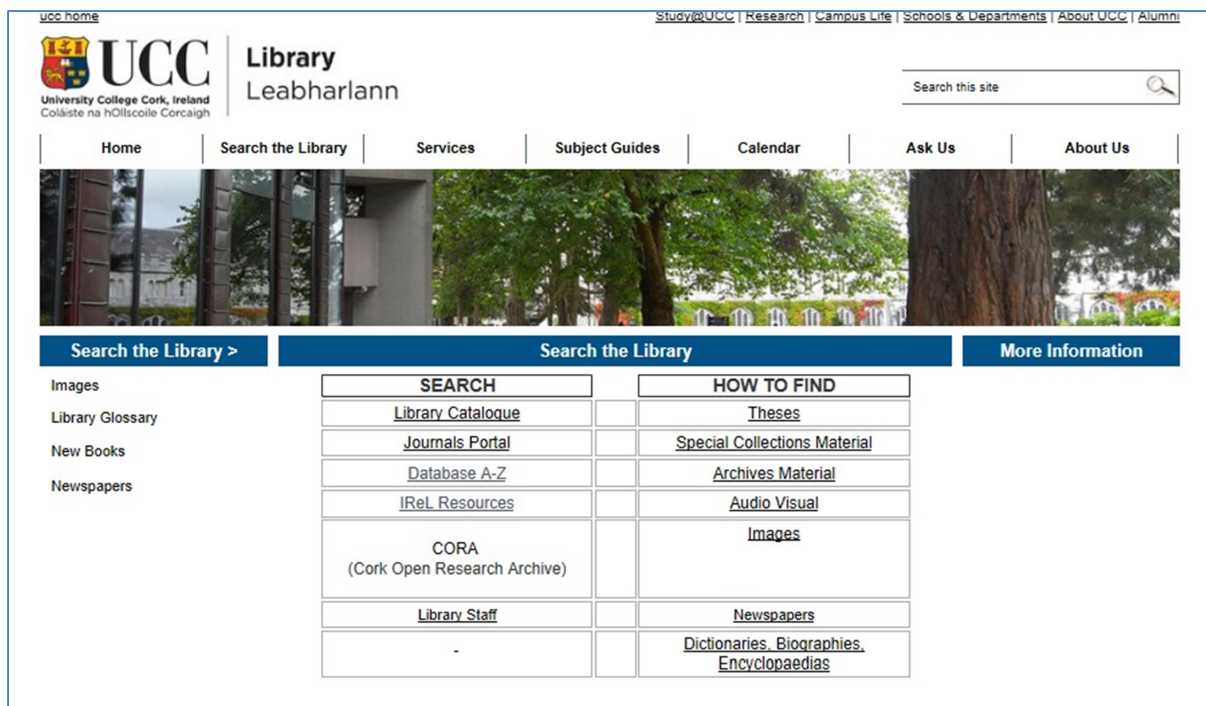 ucc home
Study@UCC | Research | Campus Life | Schools & Departments | About UCC | Alumni
UCC
University College Cork, Ireland
Coláiste na hOllscoile Corcaigh
Library
Leabharlann
Search this site
Home
Search the Library
Services
Subject Guides
Calendar
Ask Us
About Us
Search the Library >
Images
Library Glossary
New Books
Newspapers
Search the Library
SEARCH
HOW TO FIND
Library Catalogue
Theses
Journals Portal
Special Collections Material
Database A-Z
Archives Material
IReL Resources
Audio Visual
CORA
(Cork Open Research Archive)
Images
Library Staff
Newspapers
-
Dictionaries, Biographies,
Encyclopaedias
More Information